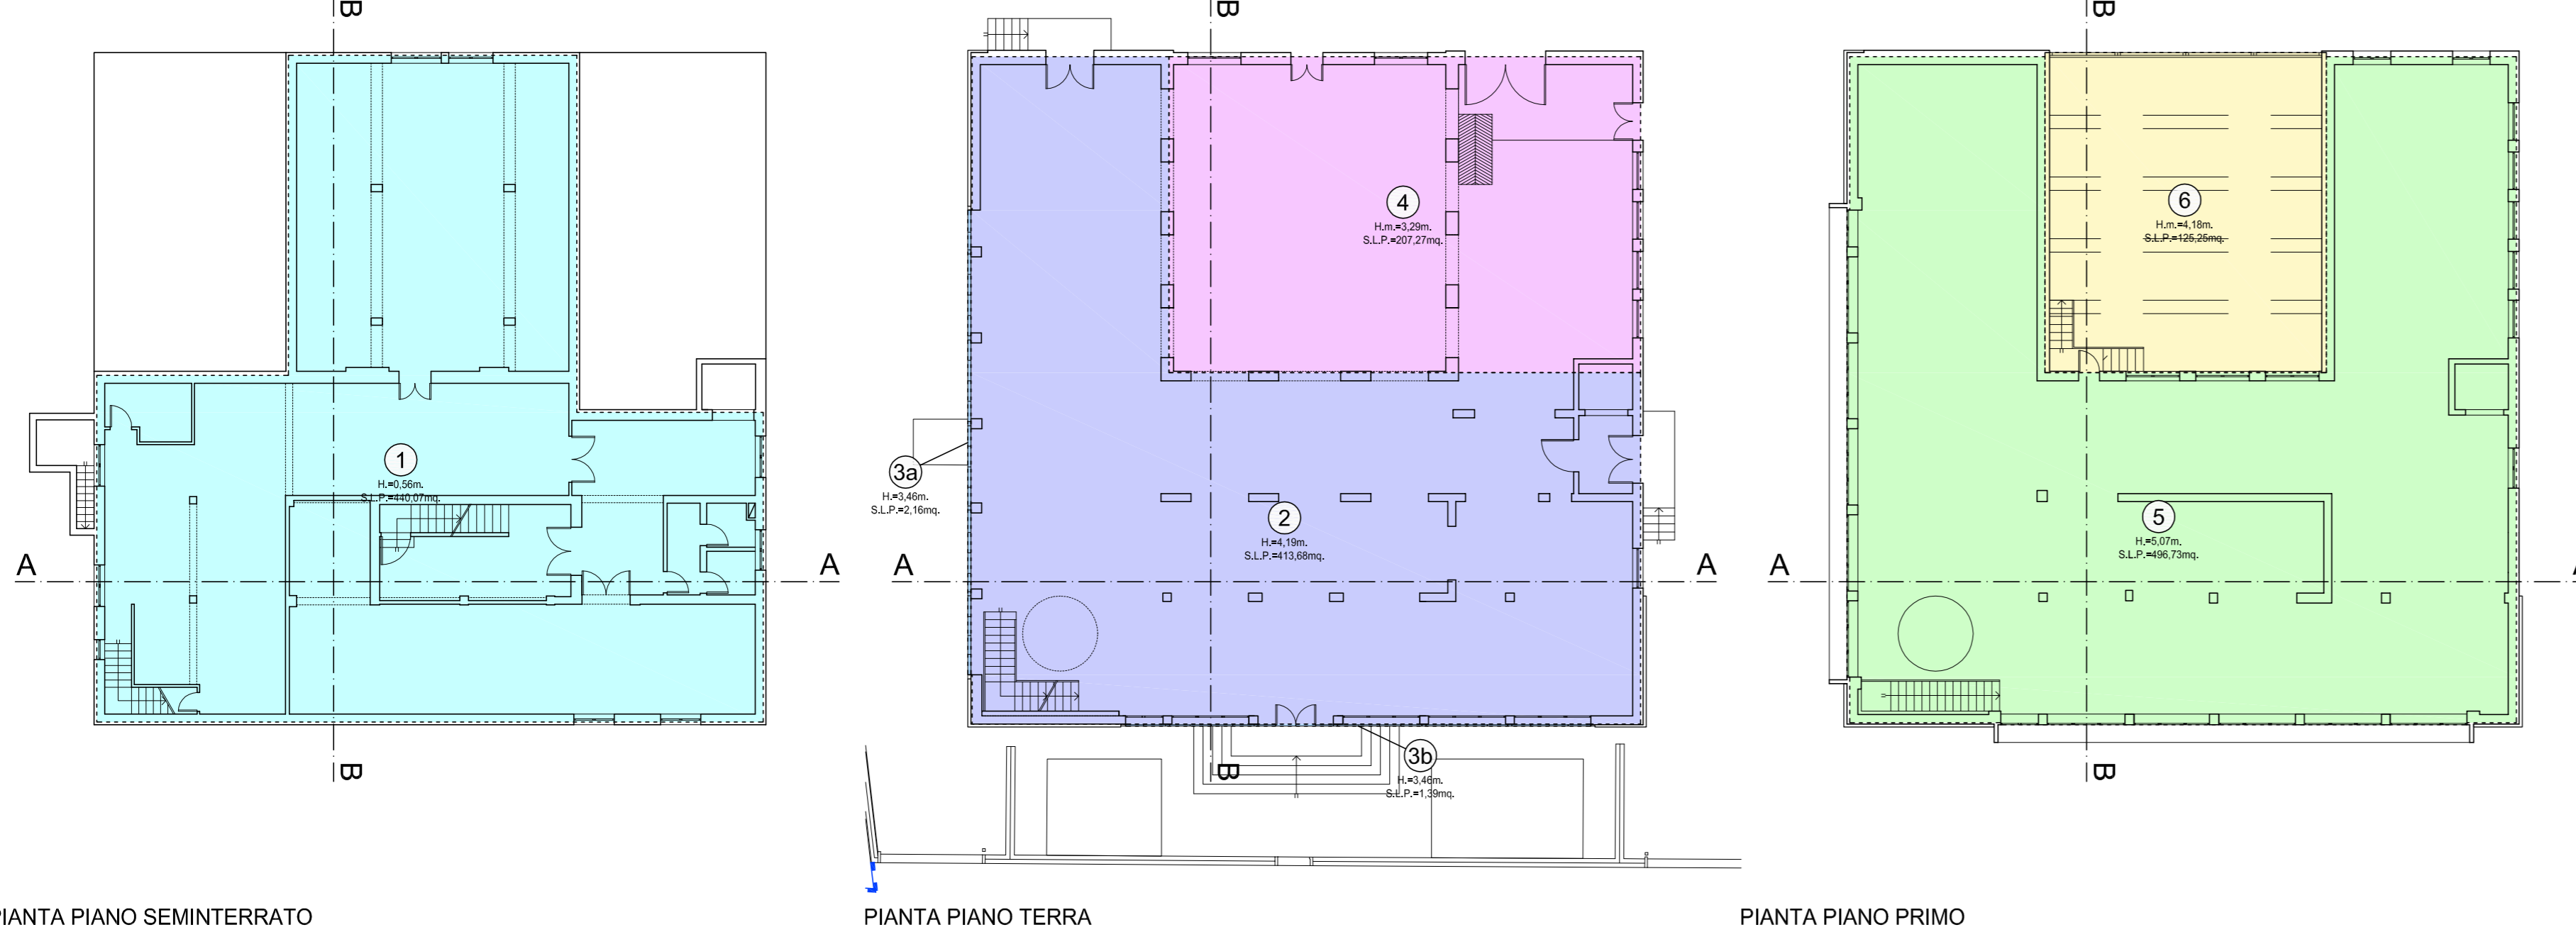 B
1
H.=0,56m.
S.L.P.=440,07mq.
A
A
B
PIANTA PIANO SEMINTERRATO
B
4
H.m.=3,29m.
S.L.P.=207,27mq.
3a
H.=3,46m.
S.L.P.=2,16mq.
2
H.=4,19m.
S.L.P.=413,68mq.
A
A
3b
H.=3,46m.
S.L.P.=1,39mq.
B
PIANTA PIANO TERRA
B
6
H.m.=4,18m.
S.L.P.=125,25mq.
5
H.=5,07m.
S.L.P.=496,73mq.
A
A
B
PIANTA PIANO PRIMO